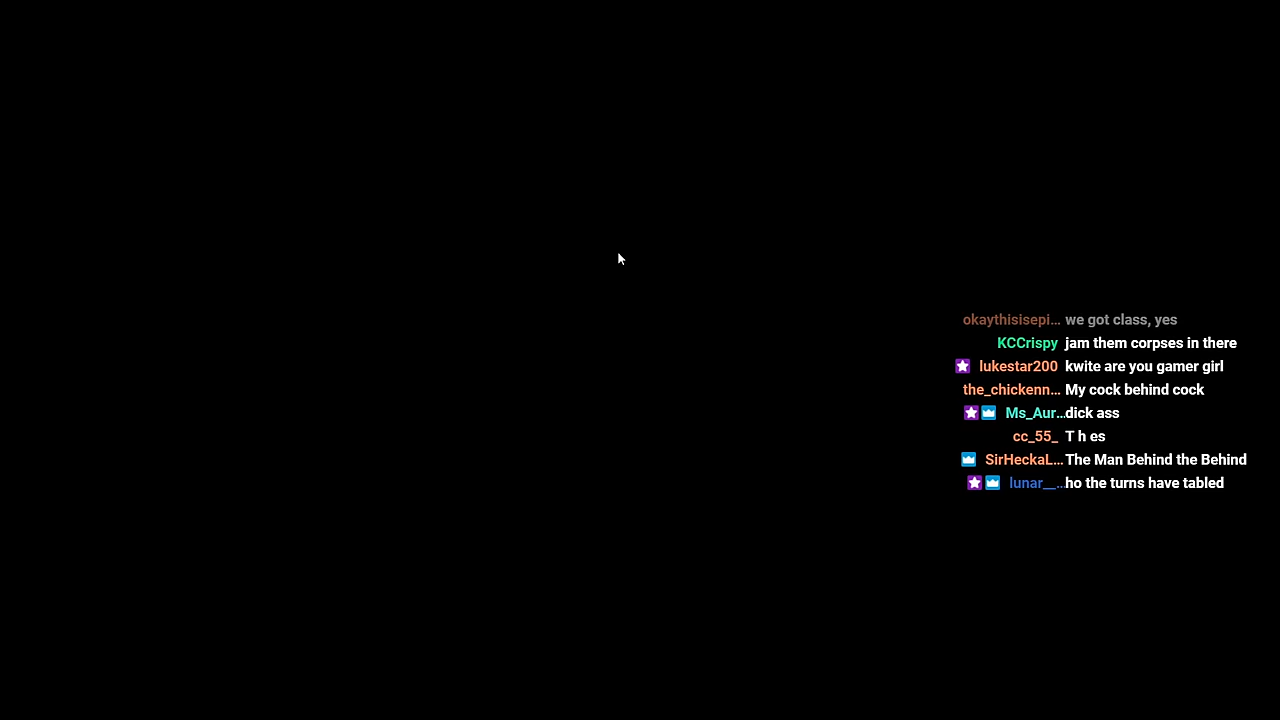 okaythisisepi… we got class, yes
KCCrispy jam them corpses in there
lukestar200 kwite are you gamer girl
the_chickenn… My cock behind cock
Ms_Aur… dick ass
cc_55_ T h es
SirHeckaL… The Man Behind the Behind
lunar__… ho the turns have tabled